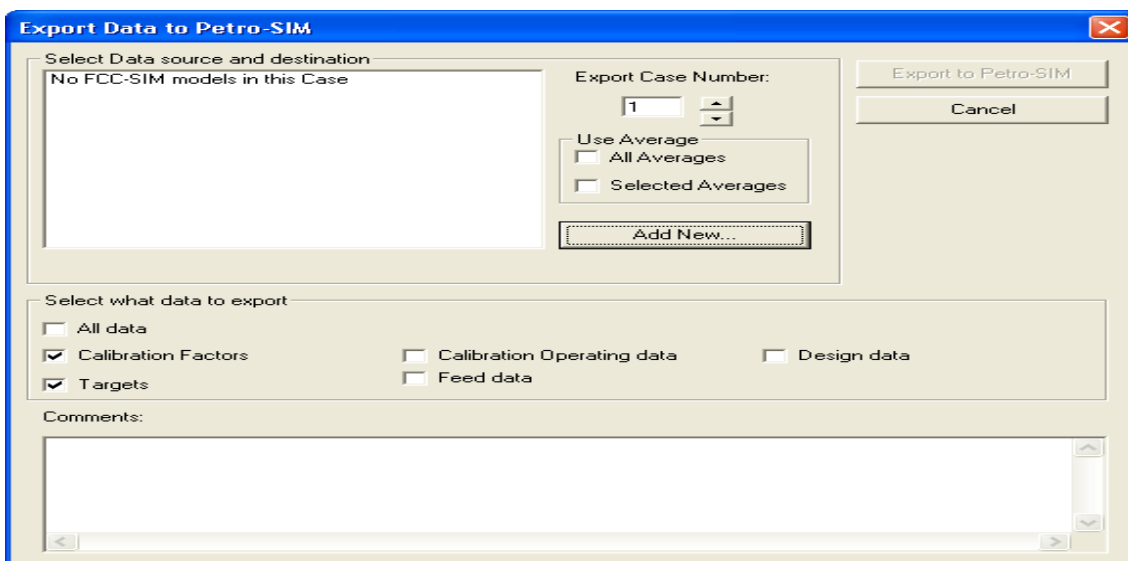 Export Data to Petro-SIM
Select Data source and destination
No FCC-SIM models in this Case
Export Case Number:
1
Use Average
All Averages
Selected Averages
Add New...
Export to Petro-SIM
Cancel
Select what data to export
All data
Calibration Factors
Calibration Operating data
Design data
Targets
Feed data
Comments: